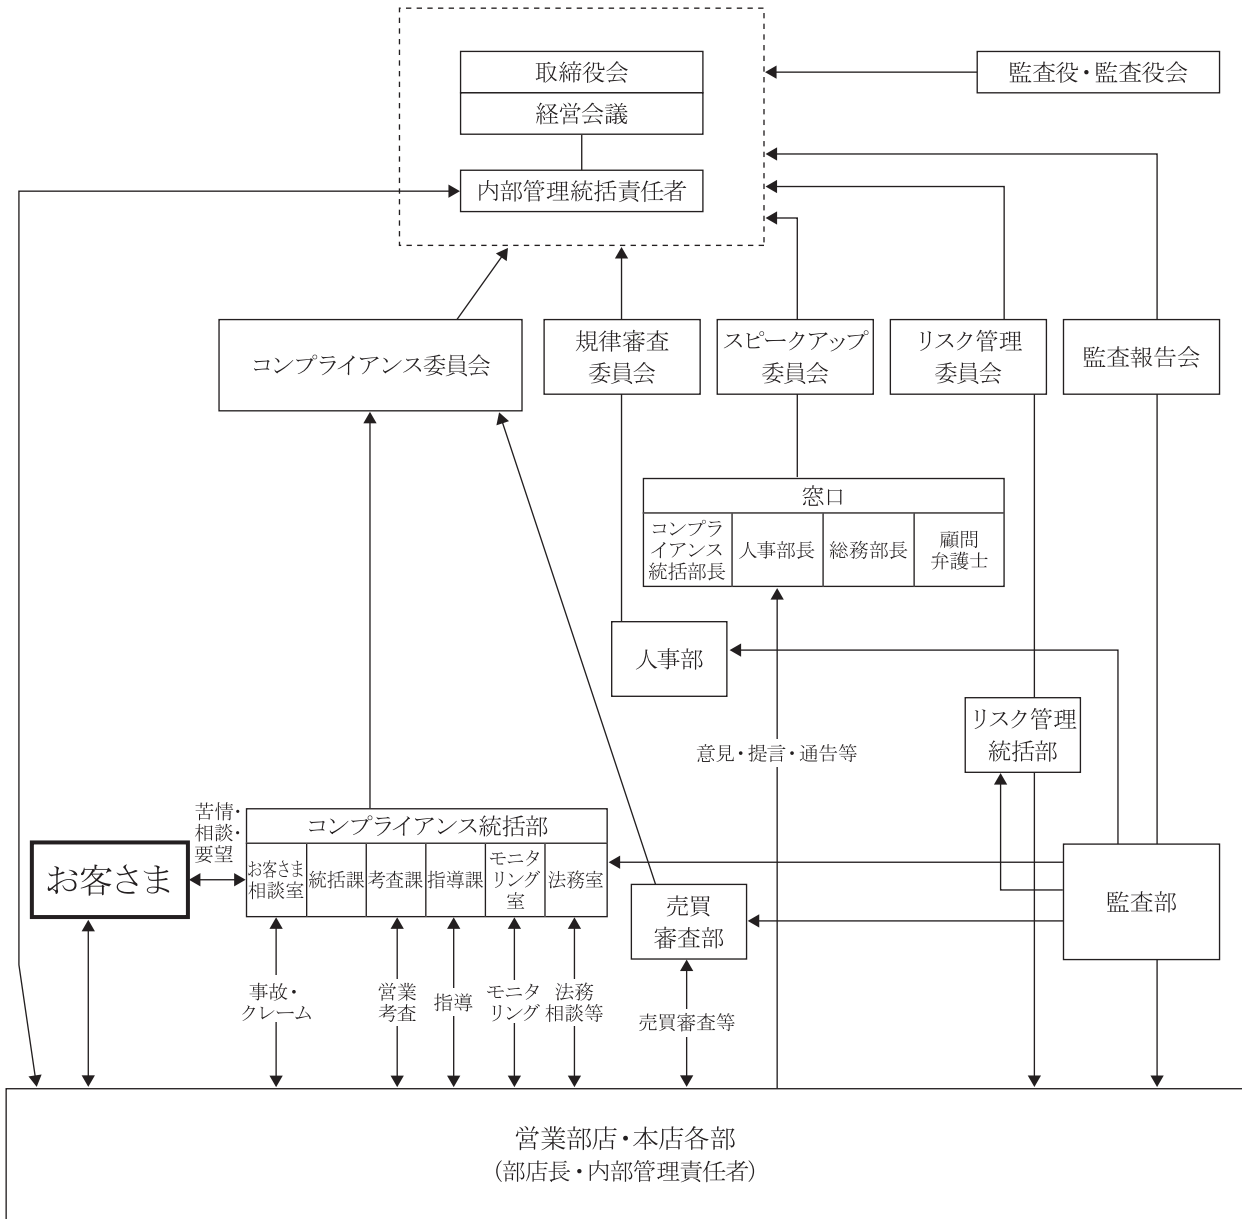 取締役会
監査役・監査役会
経営会議
内部管理統括責任者
コンプライアンス委員会
規律審査
委員会
スピークアップ
委員会
リスク管理
委員会
監査報告会
窓口
コンプラ
イアンス
統括部長
人事部長
総務部長
顧問
弁護士
人事部
リスク管理
統括部
意見・提言・通告等
苦情・
相談・
要望
コンプライアンス統括部
お客さま
お客さま
相談室
統括課
考査課
指導課
モニタ
リング
室
法務室
売買
審査部
監査部
事故・
クレーム
営業
考査
指導
モニタ
リング
法務
相談等
売買審査等
営業部店・本店各部
（部店長・内部管理責任者）